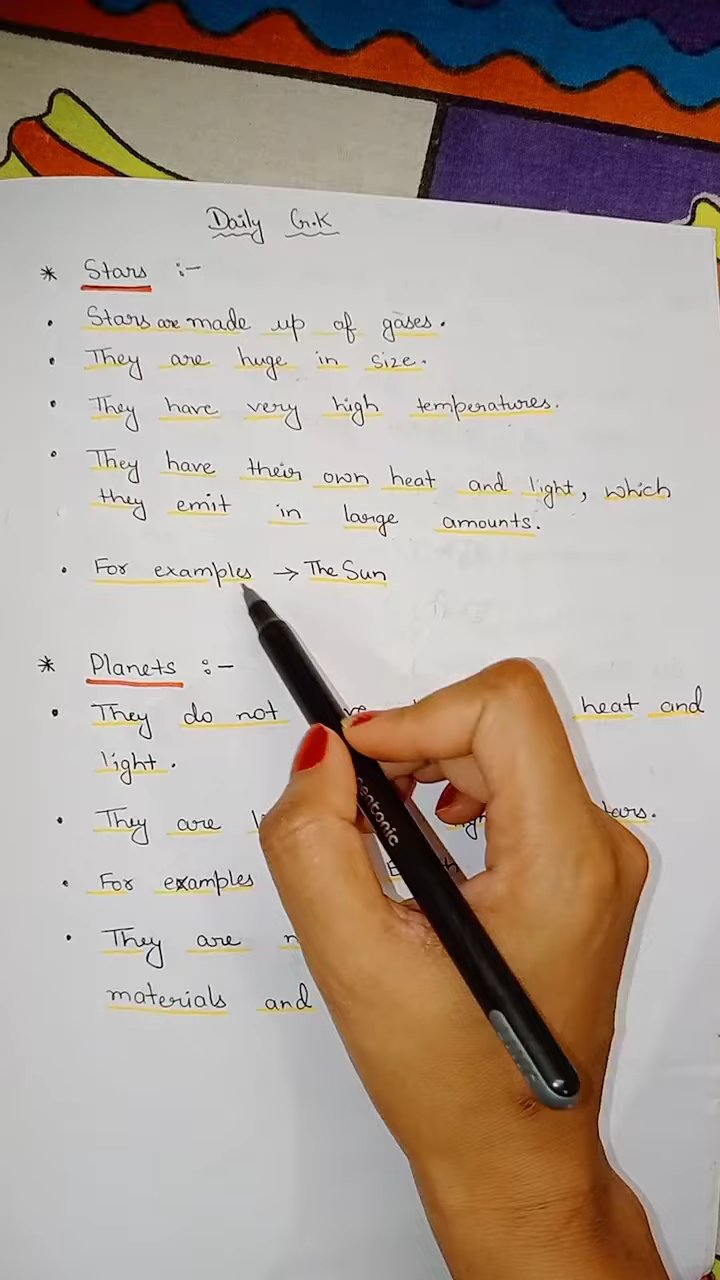 Daily G.K
* Stars :-
• Stars are made up of gases.
• They are huge in size.
• They have very high temperatures.
• They have their own heat and light, which
they emit in large amounts.
• For examples → The Sun
* Planets :-
• They do not heat and
light.
• They are
• For examples
• They are
materials and